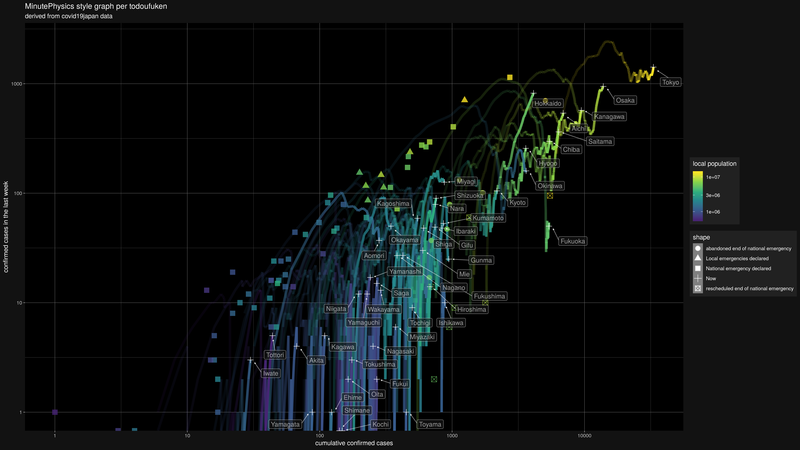 MinutePhysics style graph per todoufuken
derived from covid19japan data
confirmed cases in the last week
1000
100
10
1
Tokyo
Osaka
Hokkaido
Kanagawa
Aichi
Saitama
Chiba
Hyogo
Okinawa
Miyagi
Shizuoka
Kagoshima
Nara
Kyoto
Kumamoto
Ibaraki
Fukuoka
Okayama
Shiga
Gifu
Aomori
Gunma
Yamanashi
Mie
Saga
Nagano
Fukushima
Niigata
Wakayama
Hiroshima
Yamaguchi
Tochigi
Ishikawa
Miyazaki
Kagawa
Nagasaki
Tottori
Akita
Tokushima
Iwate
Fukui
Oita
Ehime
Shimane
Yamagata
Kochi
Toyama
1
10
100
1000
10000
cumulative confirmed cases
local population
1e+07
3e+06
1e+06
shape
abandoned end of national emergency
Local emergencies declared
National emergency declared
Now
rescheduled end of national emergency